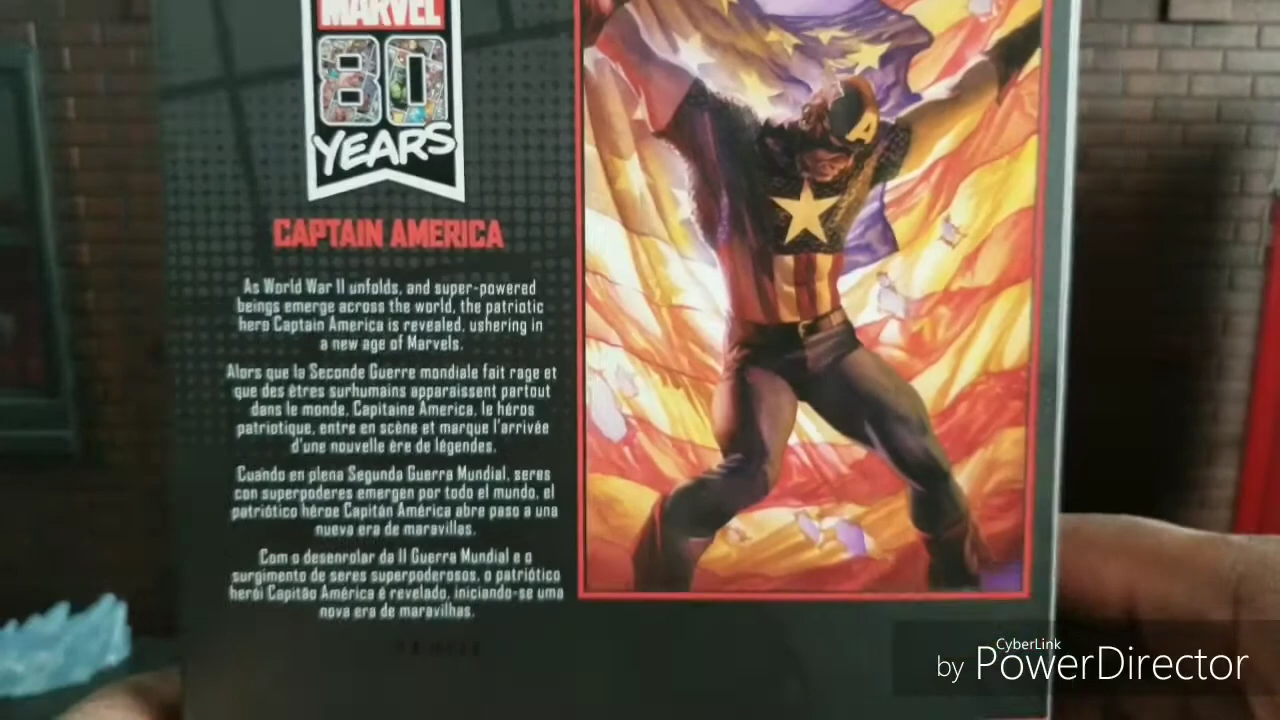 MARVEL
80
YEARS
CAPTAIN AMERICA
As World War II unfolds, and super-powered
beings emerge across the world, the patriotic
hero Captain America is revealed, ushering in
a new age of Marvels.
Alors que la Seconde Guerre mondiale fait rage et
que des êtres surhumains apparaissent partout
dans le monde, Capitaine America, le héros
patriotique, entre en scène et marque l'arrivée
d'une nouvelle ère de légendes.
Cuando en plena Segunda Guerra Mundial, seres
con superpoderes emergen por todo el mundo, el
patriótico héroe Capitán América abre paso a una
nueva era de maravillas.
Com o desenrolar da II Guerra Mundial e o
surgimento de seres superpoderosos, o patriótico
herói Capitão América é revelado, iniciando-se uma
nova era de maravilhas.
A
CyberLink
by PowerDirector